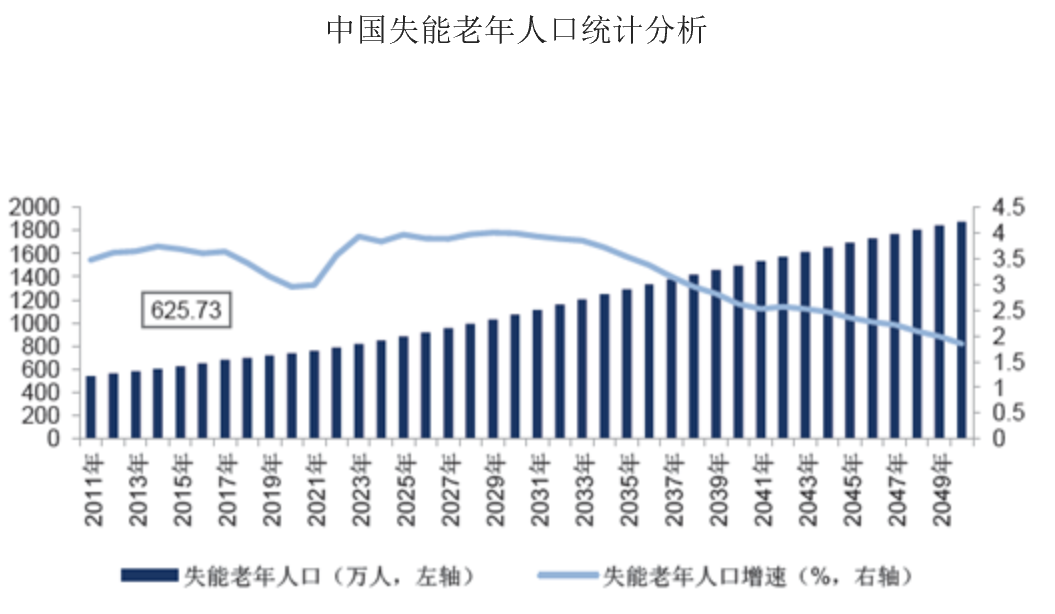 中国失能老年人口统计分析
2000
1800
1600
1400
1200
1000
800
600
400
200
0
625.73
4.5
4
3.5
3
2.5
2
1.5
1
0.5
0
2011年
2013年
2015年
2017年
2019年
2021年
2023年
2025年
2027年
2029年
2031年
2033年
2035年
2037年
2039年
2041年
2043年
2045年
2047年
2049年
失能老年人口（万人，左轴）
失能老年人口增速（%，右轴）